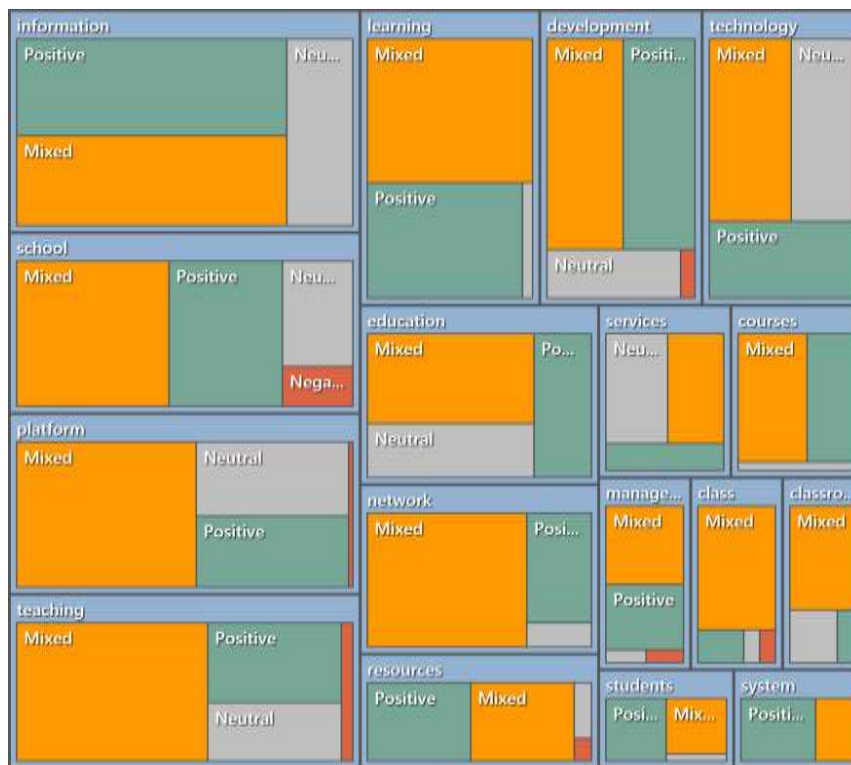 information
Positive
Neu...
Mixed
school
Mixed
Positive
Neu...
Nega...
platform
Mixed
Neutral
Positive
teaching
Mixed
Positive
Neutral
learning
Mixed
Positive
development
Mixed
Positi...
Neutral
technology
Mixed
Neu...
Positive
education
Mixed
Po...
Neutral
services
Neu...
courses
Mixed
network
Mixed
Posi...
manage...
Mixed
Positive
class
Mixed
classro...
Mixed
resources
Positive
Mixed
students
Posi...
Mix...
system
Positi...